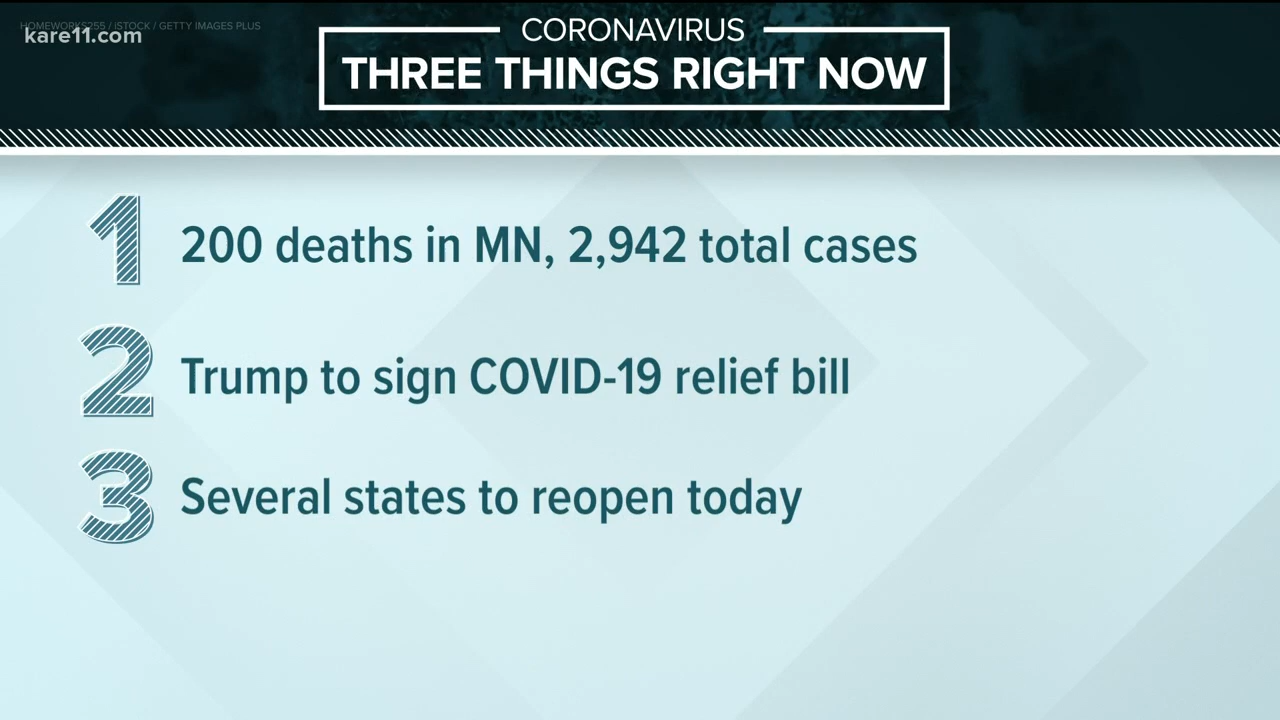 HOMEWORKS255 / ISTOCK / GETTY IMAGES PLUS
kare11.com
CORONAVIRUS
THREE THINGS RIGHT NOW
1 200 deaths in MN, 2,942 total cases
2 Trump to sign COVID-19 relief bill
3 Several states to reopen today